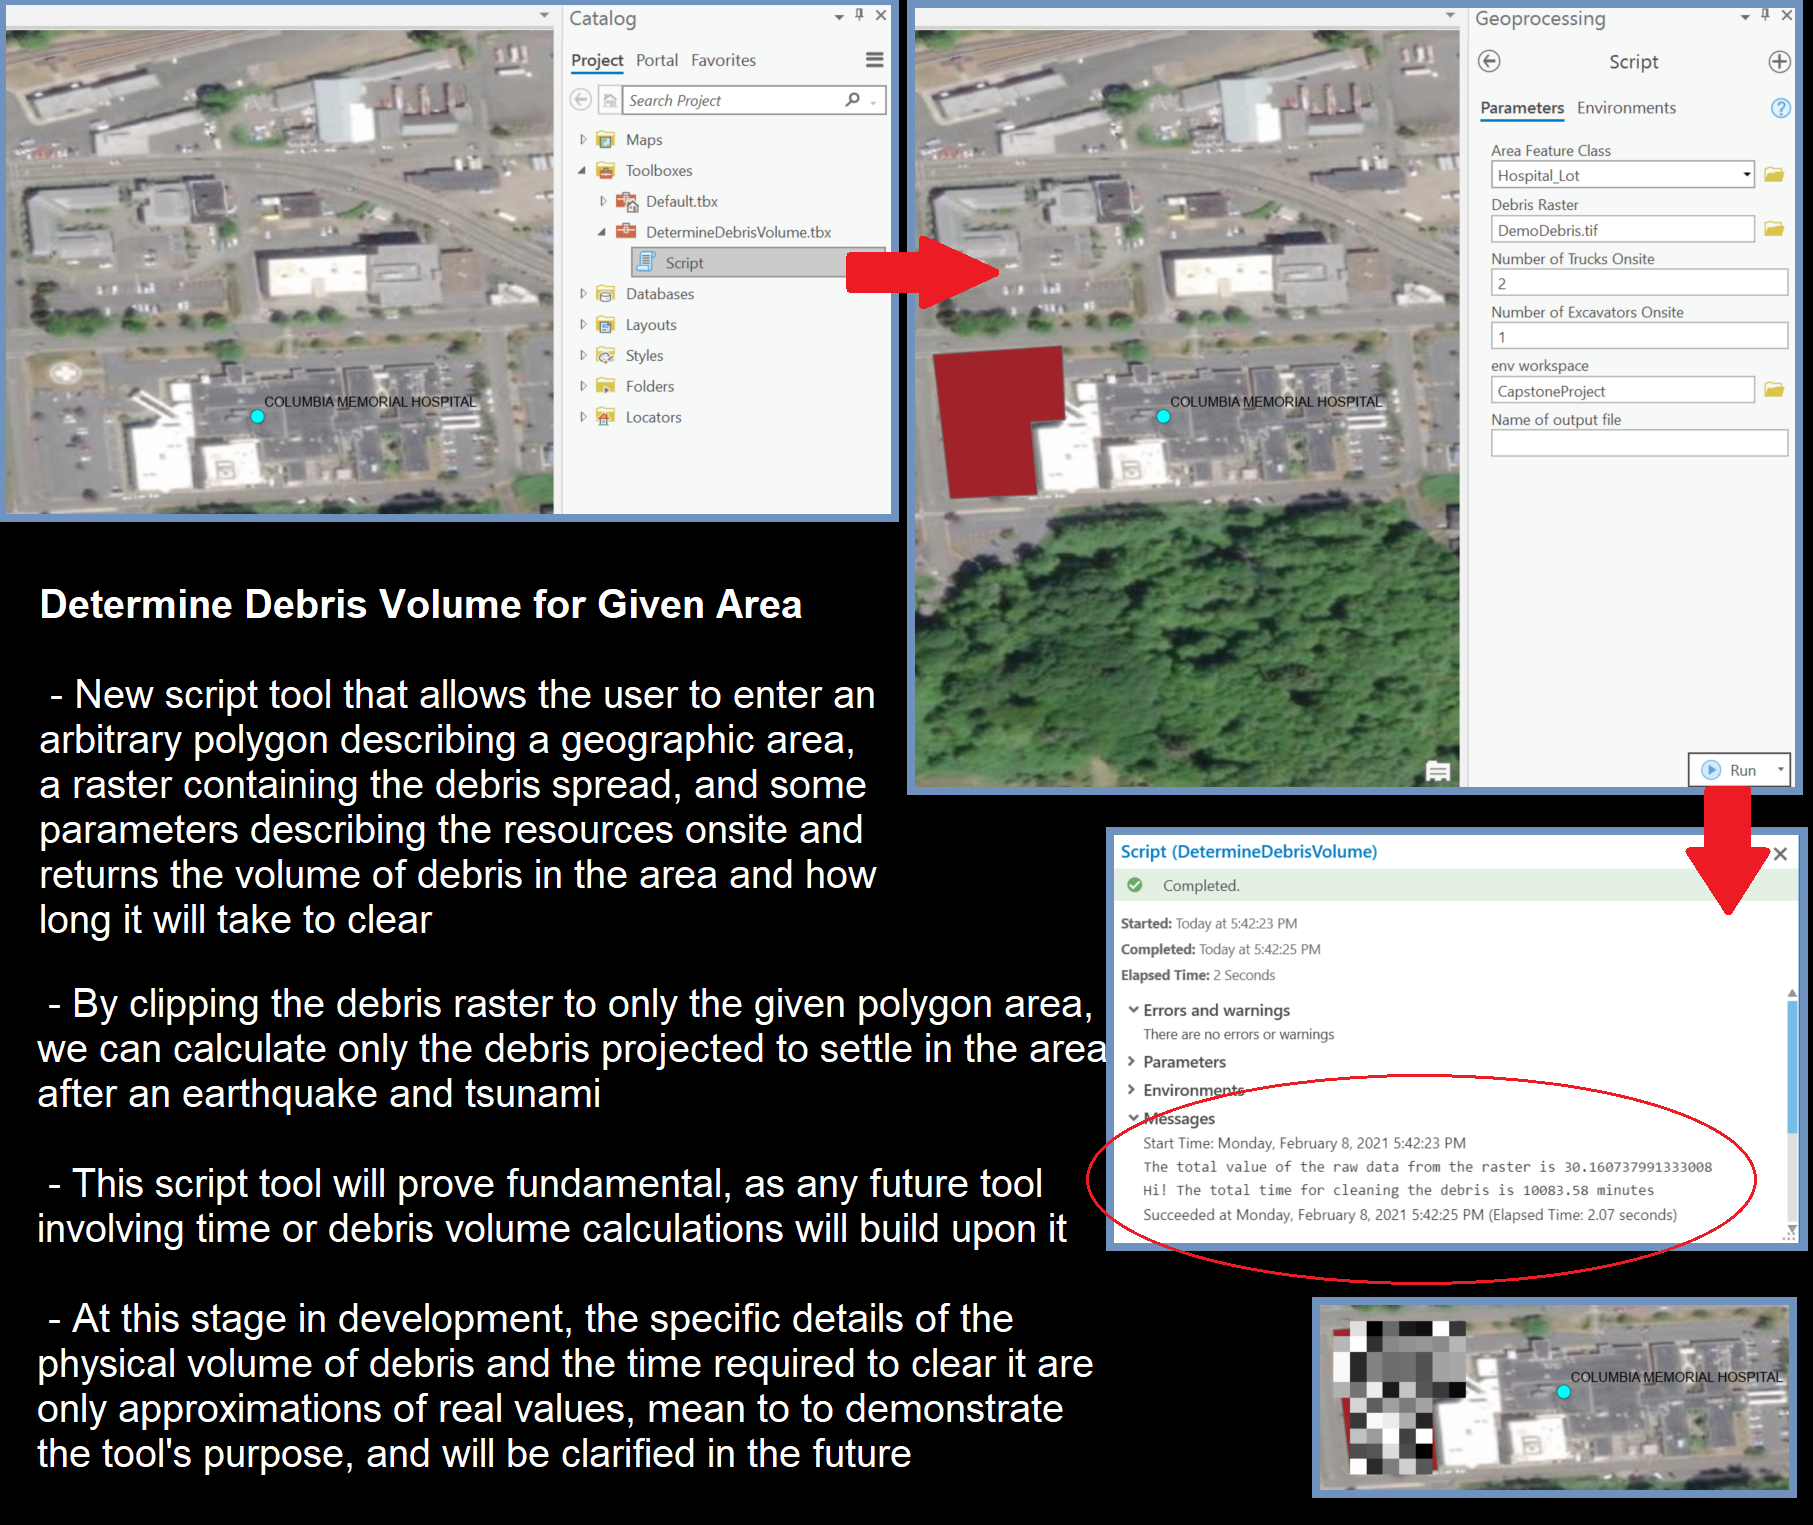 Catalog
Project Portal Favorites
Search Project
Maps
Toolboxes
Default.tbx
DetermineDebrisVolume.tbx
Script
Databases
Layouts
Styles
Folders
Locators
COLUMBIA MEMORIAL HOSPITAL
Geoprocessing
Script
Parameters Environments
?
Area Feature Class
Hospital_Lot
Debris Raster
DemoDebris.tif
Number of Trucks Onsite
2
Number of Excavators Onsite
1
env workspace
CapstoneProject
Name of output file
COLUMBIA MEMORIAL HOSPITAL
Run
Determine Debris Volume for Given Area
- New script tool that allows the user to enter an
arbitrary polygon describing a geographic area,
a raster containing the debris spread, and some
parameters describing the resources onsite and
returns the volume of debris in the area and how
long it will take to clear
- By clipping the debris raster to only the given polygon area,
we can calculate only the debris projected to settle in the area
after an earthquake and tsunami
- This script tool will prove fundamental, as any future tool
involving time or debris volume calculations will build upon it
- At this stage in development, the specific details of the
physical volume of debris and the time required to clear it are
only approximations of real values, mean to to demonstrate
the tool's purpose, and will be clarified in the future
Script (DetermineDebrisVolume)
Completed.
Started: Today at 5:42:23 PM
Completed: Today at 5:42:25 PM
Elapsed Time: 2 Seconds
Errors and warnings
There are no errors or warnings
Parameters
Environments
Messages
Start Time: Monday, February 8, 2021 5:42:23 PM
The total value of the raw data from the raster is 30.160737991333008
Hi! The total time for cleaning the debris is 10083.58 minutes
Succeeded at Monday, February 8, 2021 5:42:25 PM (Elapsed Time: 2.07 seconds)
COLUMBIA MEMORIAL HOSPITAL